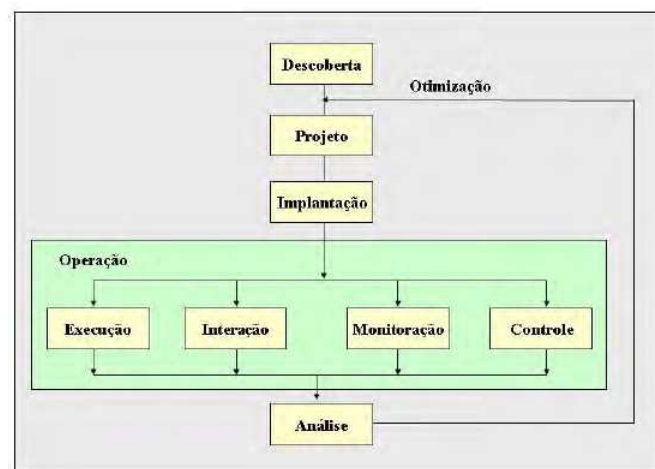 Descoberta
Otimização
Projeto
Implantação
Operação
Execução
Interação
Monitoração
Controle
Análise